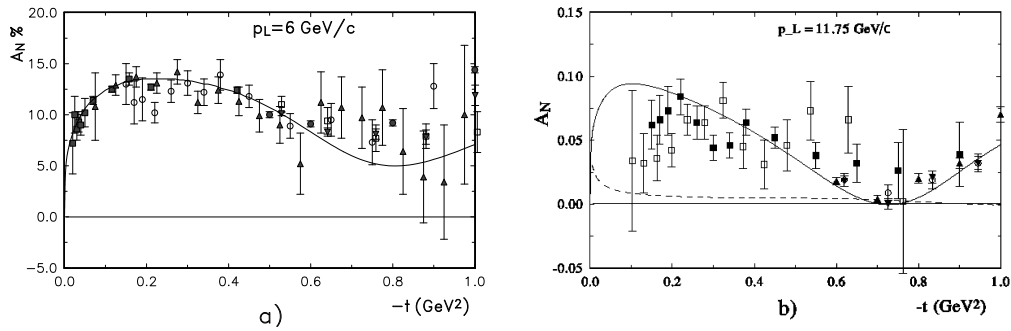 A_N %
p_L=6 GeV/c
20.0
15.0
10.0
5.0
0.0
−5.0
0.0 0.2 0.4 0.6 0.8 1.0
−t (GeV²)
a)
A_N
p_L = 11.75 GeV/c
0.15
0.10
0.05
0.00
-0.05
0.0 0.2 0.4 0.6 0.8 1.0
-t (GeV²)
b)